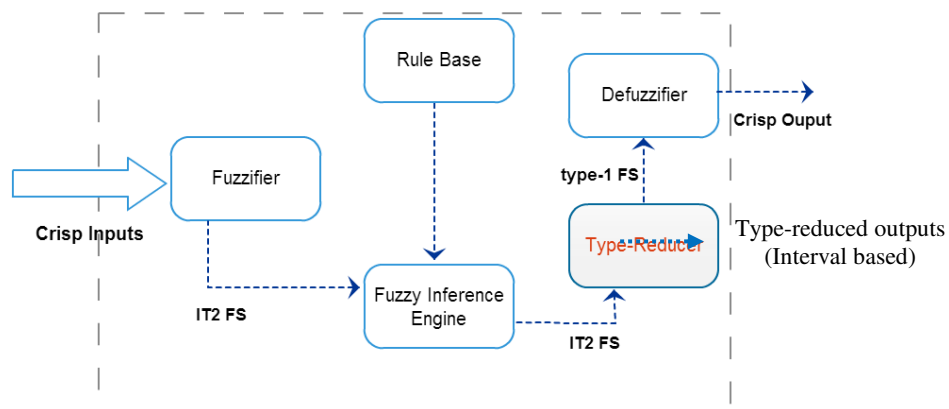 Rule Base
Defuzzifier
Crisp Ouput
Fuzzifier
type-1 FS
Crisp Inputs
Type-Reducer
Type-reduced outputs
(Interval based)
Fuzzy Inference
Engine
IT2 FS
IT2 FS